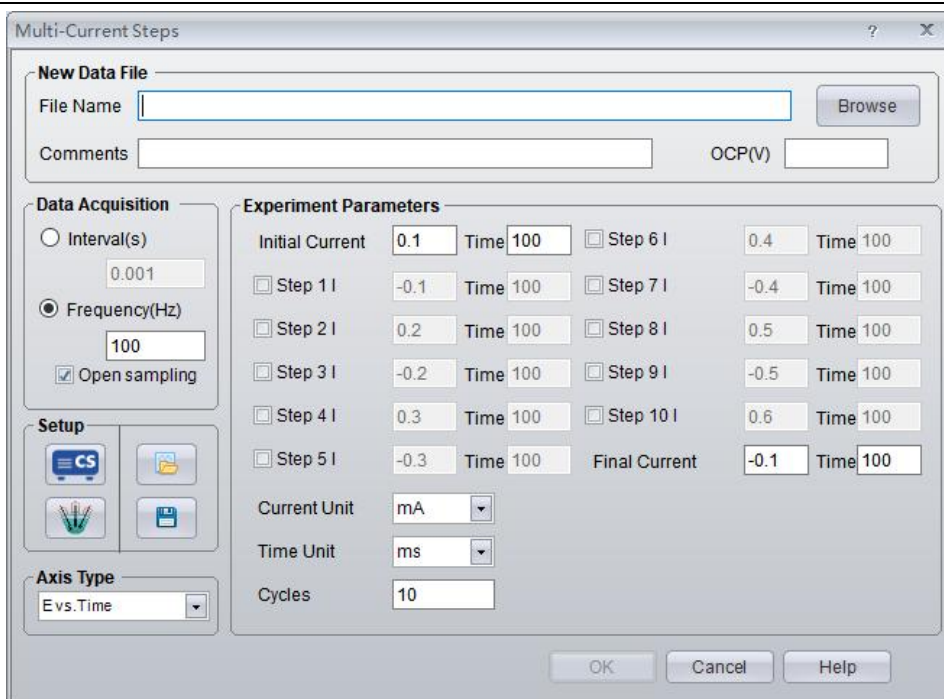 Multi-Current Steps
? X
New Data File
File Name Browse
Comments OCP(V)
Data Acquisition
Interval(s)
0.001
Frequency(Hz)
100
Open sampling
Setup
CS
Axis Type
E vs.Time
Experiment Parameters
Initial Current 0.1 Time 100 Step 6 I 0.4 Time 100
Step 1 I -0.1 Time 100 Step 7 I -0.4 Time 100
Step 2 I 0.2 Time 100 Step 8 I 0.5 Time 100
Step 3 I -0.2 Time 100 Step 9 I -0.5 Time 100
Step 4 I 0.3 Time 100 Step 10 I 0.6 Time 100
Step 5 I -0.3 Time 100 Final Current -0.1 Time 100
Current Unit mA
Time Unit ms
Cycles 10
OK Cancel Help